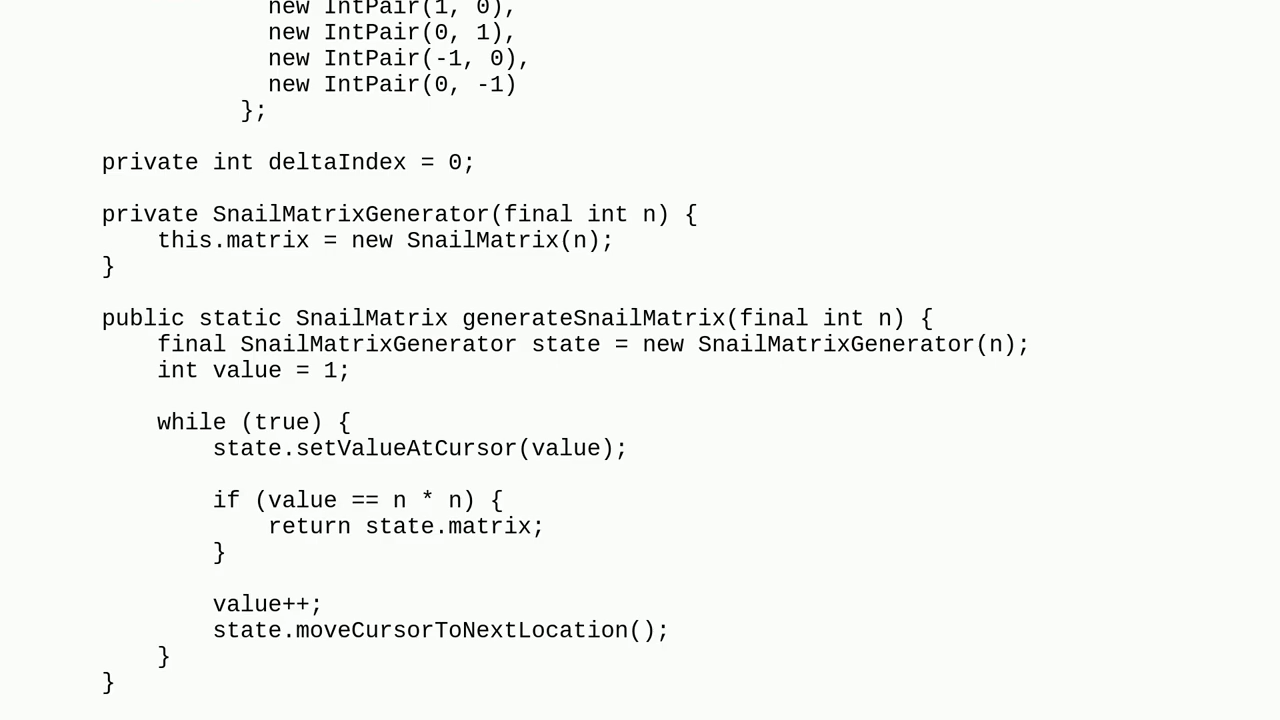 new IntPair(1, 0),
new IntPair(0, 1),
new IntPair(-1, 0),
new IntPair(0, -1)
};
private int deltaIndex = 0;
private SnailMatrixGenerator(final int n) {
this.matrix = new SnailMatrix(n);
}
public static SnailMatrix generateSnailMatrix(final int n) {
final SnailMatrixGenerator state = new SnailMatrixGenerator(n);
int value = 1;
while (true) {
state.setValueAtCursor(value);
if (value == n * n) {
return state.matrix;
}
value++;
state.moveCursorToNextLocation();
}
}